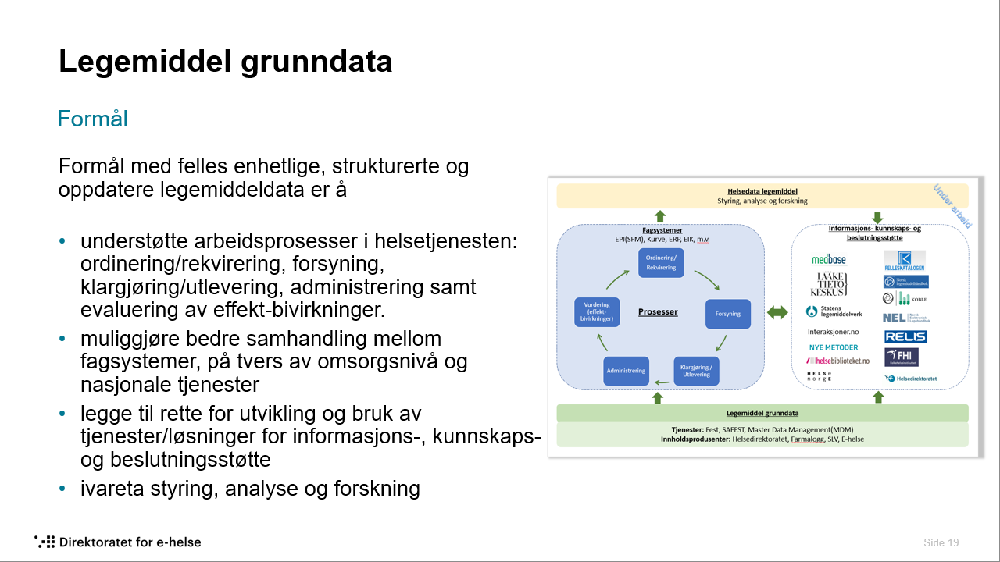 Legemiddel grunndata
Formål
Formål med felles enhetlige, strukturerte og
oppdatere legemiddeldata er å
• understøtte arbeidsprosesser i helsetjenesten:
ordinering/rekvirering, forsyning,
klargjøring/utlevering, administrering samt
evaluering av effekt-bivirkninger.
• muliggjøre bedre samhandling mellom
fagsystemer, på tvers av omsorgsnivå og
nasjonale tjenester
• legge til rette for utvikling og bruk av
tjenester/løsninger for informasjons-, kunnskaps-
og beslutningsstøtte
• ivareta styring, analyse og forskning
Helsedata legemiddel
Styring, analyse og forskning
Under arbeid
Fagsystemer
EPJ(SFM), Kurve, ERP, EIK, m.v.
Ordinering/
Rekvirering
Vurdering
(effekt-
bivirkninger)
Prosesser
Forsyning
Administrering
Klargjøring /
Utlevering
Informasjons- kunnskaps- og
beslutningsstøtte
medbase
FELLESKATALOGEN
LÄÄKE
TIETO
KESKUS
Norsk
legemiddelhåndbok
KOBLE
Statens
legemiddelverk
NEL
Norsk
Elektronisk
Legehåndbok
Interaksjoner.no
RELIS
NYE METODER
FHI
helsebiblioteket.no
HELSE
norge
Helsedirektoratet
Legemiddel grunndata
Tjenester: Fest, SAFEST, Master Data Management(MDM)
Innholdsprodusenter: Helsedirektoratet, Farmalogg, SLV, E-helse
Direktoratet for e-helse
Side 19